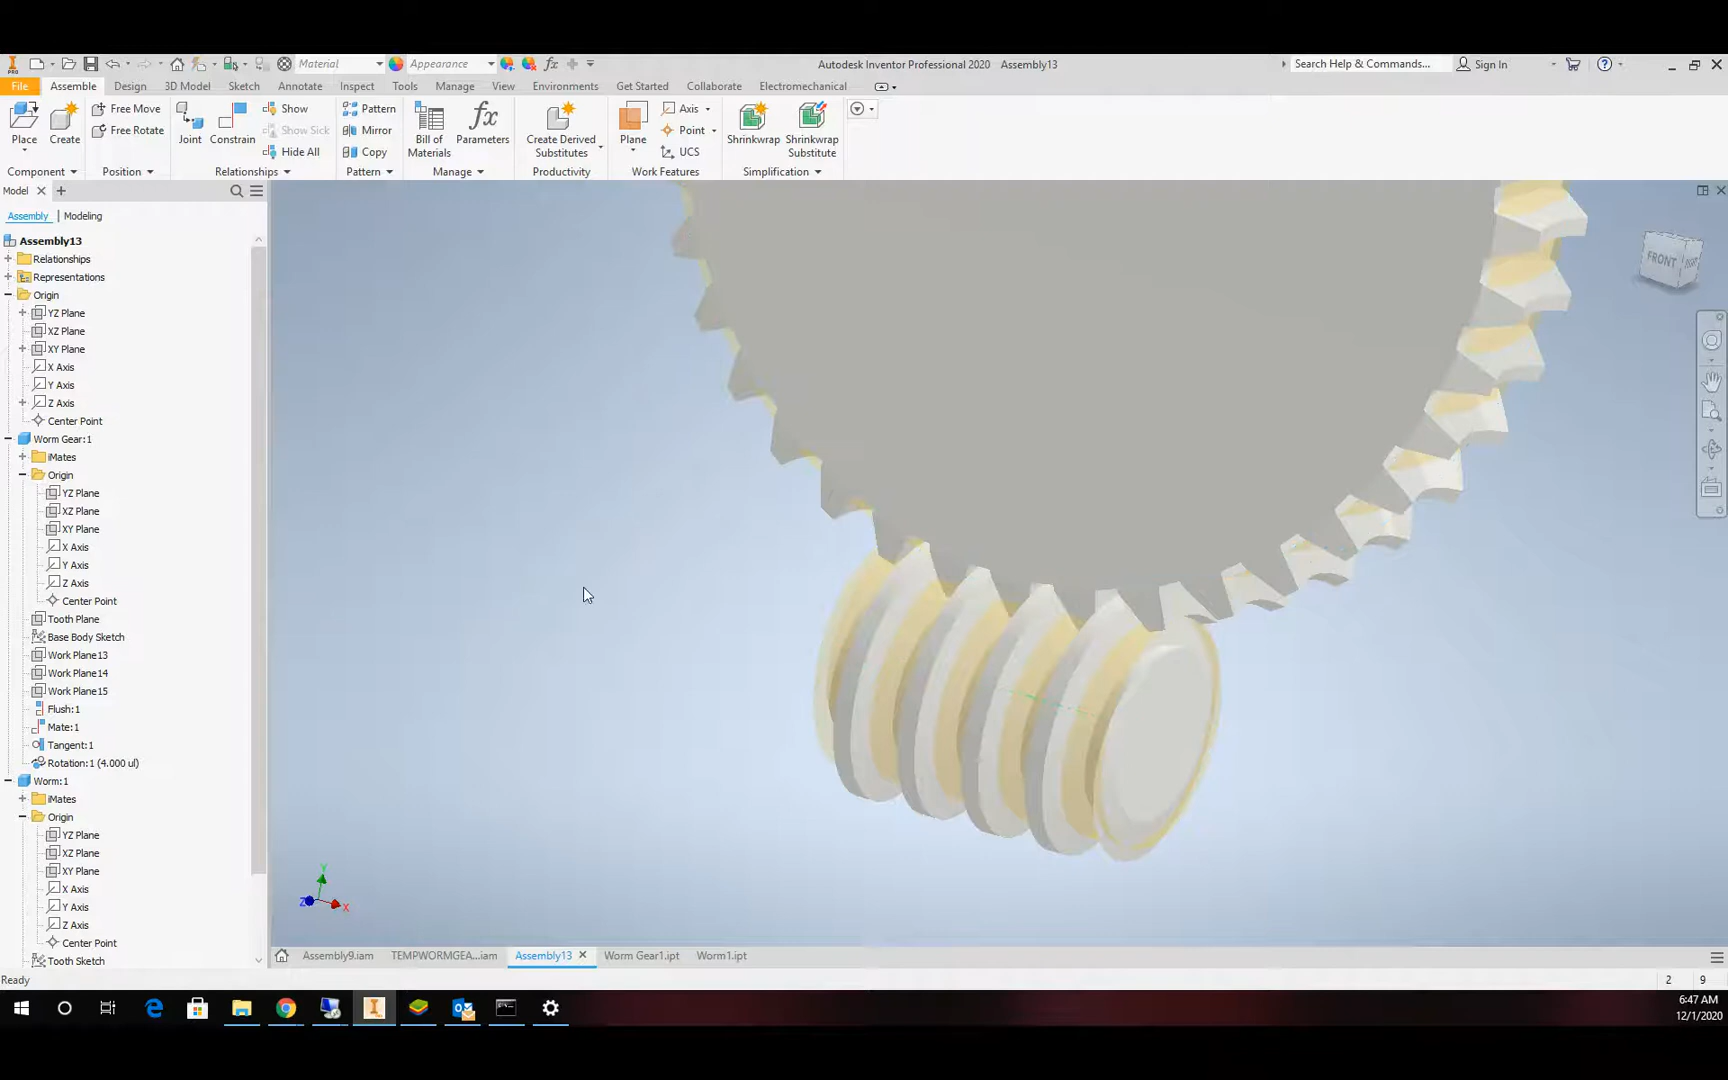 Material
Appearance
Autodesk Inventor Professional 2020 Assembly13
Search Help & Commands...
Sign In
PRO
File
Assemble
Design
3D Model
Sketch
Annotate
Inspect
Tools
Manage
View
Environments
Get Started
Collaborate
Electromechanical
Place
Create
Free Move
Free Rotate
Joint
Constrain
Show
Show Sick
Hide All
Pattern
Mirror
Copy
Bill of Materials
Parameters
Create Derived Substitutes
Plane
Axis
Point
UCS
Shrinkwrap
Shrinkwrap Substitute
Component
Position
Relationships
Pattern
Manage
Productivity
Work Features
Simplification
Model
Assembly
Modeling
Assembly13
Relationships
Representations
Origin
YZ Plane
XZ Plane
XY Plane
X Axis
Y Axis
Z Axis
Center Point
Worm Gear:1
iMates
Origin
YZ Plane
XZ Plane
XY Plane
X Axis
Y Axis
Z Axis
Center Point
Tooth Plane
Base Body Sketch
Work Plane13
Work Plane14
Work Plane15
Flush:1
Mate:1
Tangent:1
Rotation:1 (4.000 ul)
Worm:1
iMates
Origin
YZ Plane
XZ Plane
XY Plane
X Axis
Y Axis
Z Axis
Center Point
Tooth Sketch
FRONT
RIGHT
Y
Z
X
Assembly9.iam
TEMPWORMGEA...iam
Assembly13
Worm Gear1.ipt
Worm1.ipt
Ready
2
9
6:47 AM
12/1/2020